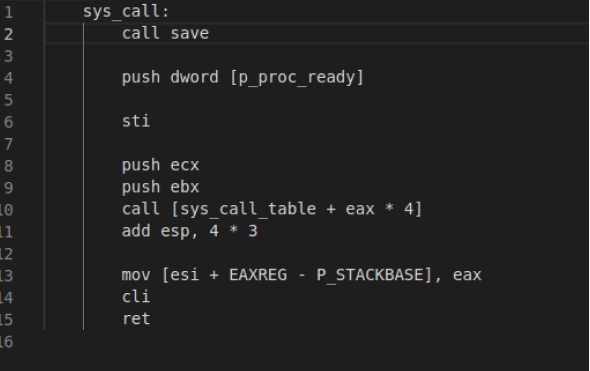 1 sys_call:
2 call save
3
4 push dword [p_proc_ready]
5
6 sti
7
8 push ecx
9 push ebx
10 call [sys_call_table + eax * 4]
11 add esp, 4 * 3
12
13 mov [esi + EAXREG - P_STACKBASE], eax
14 cli
15 ret
16